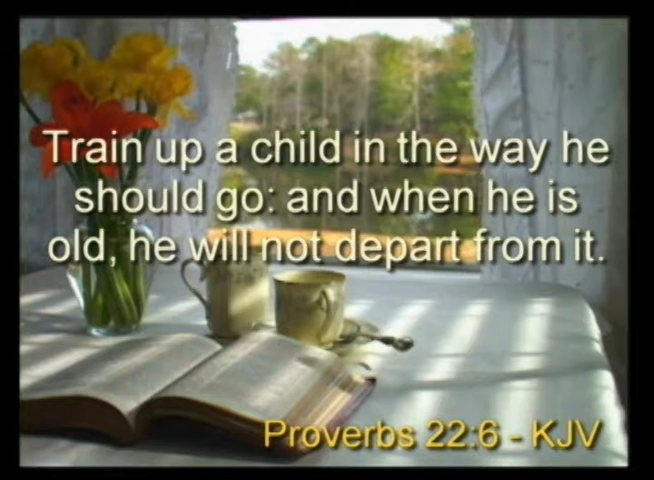 Train up a child in the way he
should go: and when he is
old, he will not depart from it.
Proverbs 22:6 - KJV